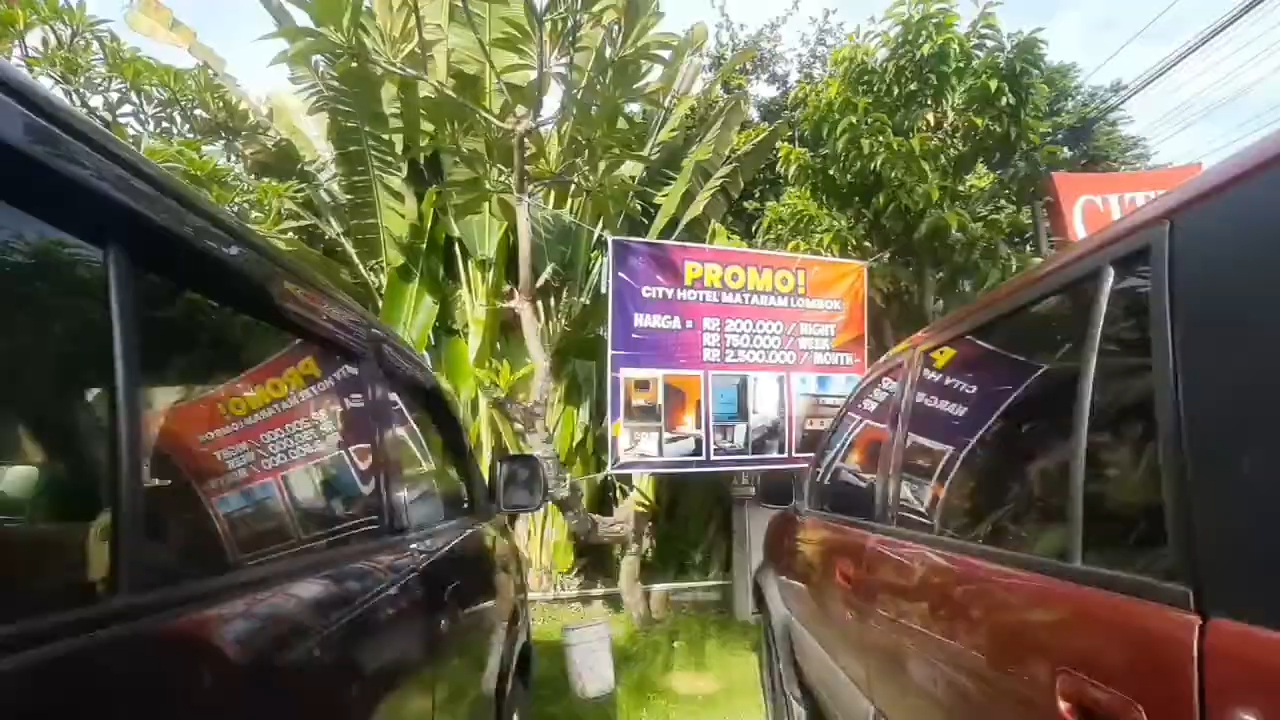 PROMO!
CITY HOTEL MATARAM LOMBOK
HARGA = RP. 200.000 / NIGHT
RP. 750.000 / WEEK
RP. 2.500.000 / MONTH